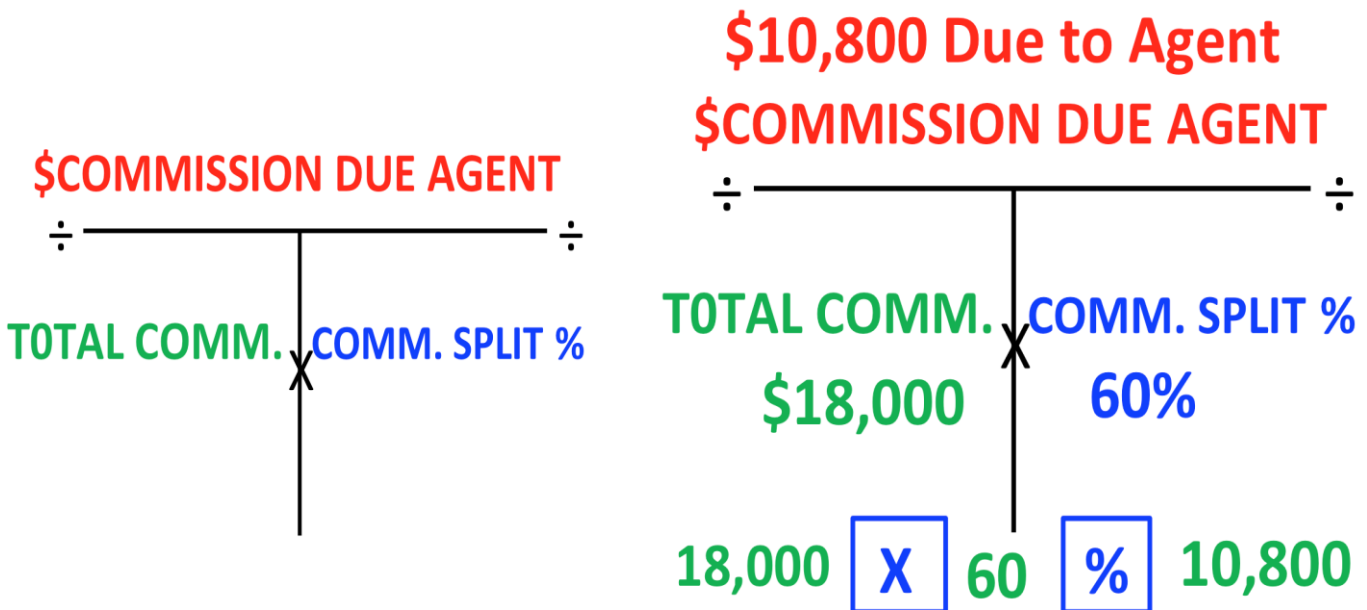 $COMMISSION DUE AGENT
÷ ÷
T0TAL COMM. X COMM. SPLIT %
$10,800 Due to Agent
$COMMISSION DUE AGENT
÷ ÷
T0TAL COMM. X COMM. SPLIT %
$18,000 60%
18,000 X 60 % 10,800